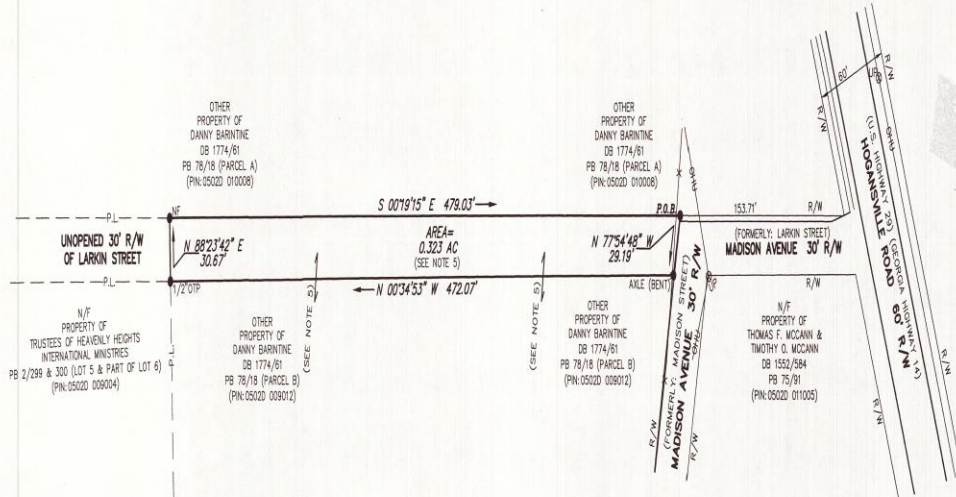 OTHER
PROPERTY OF
DANNY BARINTINE
DB 1774/61
PB 78/18 (PARCEL A)
(PIN:0502D 010008)
OTHER
PROPERTY OF
DANNY BARINTINE
DB 1774/61
PB 78/18 (PARCEL A)
(PIN:0502D 010008)
60'
R/W
R/W
OHU
R/W
(U.S. HIGHWAY 29) (GEORGIA HIGHWAY 14)
HOGANSVILLE ROAD 60' R/W
P.L.
NF
S 00°19'15" E 479.03'
P.O.B
X
OHU
153.71'
R/W
(FORMERLY: LARKIN STREET)
MADISON AVENUE 30' R/W
UNOPENED 30' R/W
OF LARKIN STREET
N 88°23'42" E
30.67'
AREA=
0.323 AC
(SEE NOTE 5)
N 77°54'48" W
29.19'
P.L.
1/2"OTP
N 00°34'53" W 472.07'
AXLE (BENT)
R/W
N/F
PROPERTY OF
TRUSTEES OF HEAVENLY HEIGHTS
INTERNATIONAL MINISTRIES
PB 2/299 & 300 (LOT 5 & PART OF LOT 6)
(PIN:0502D 009004)
P.L.
OTHER
PROPERTY OF
DANNY BARINTINE
DB 1774/61
PB 78/18 (PARCEL B)
(PIN:0502D 009012)
(SEE NOTE 5)
(SEE NOTE 5)
OTHER
PROPERTY OF
DANNY BARINTINE
DB 1774/61
PB 78/18 (PARCEL B)
(PIN:0502D 009012)
R/W
X
(FORMERLY: MADISON STREET)
MADISON AVENUE 30' R/W
OHU
R/W
N/F
PROPERTY OF
THOMAS F. MCCANN &
TIMOTHY O. MCCANN
DB 1552/584
PB 75/91
(PIN:0502D 011005)
R/W
R/W